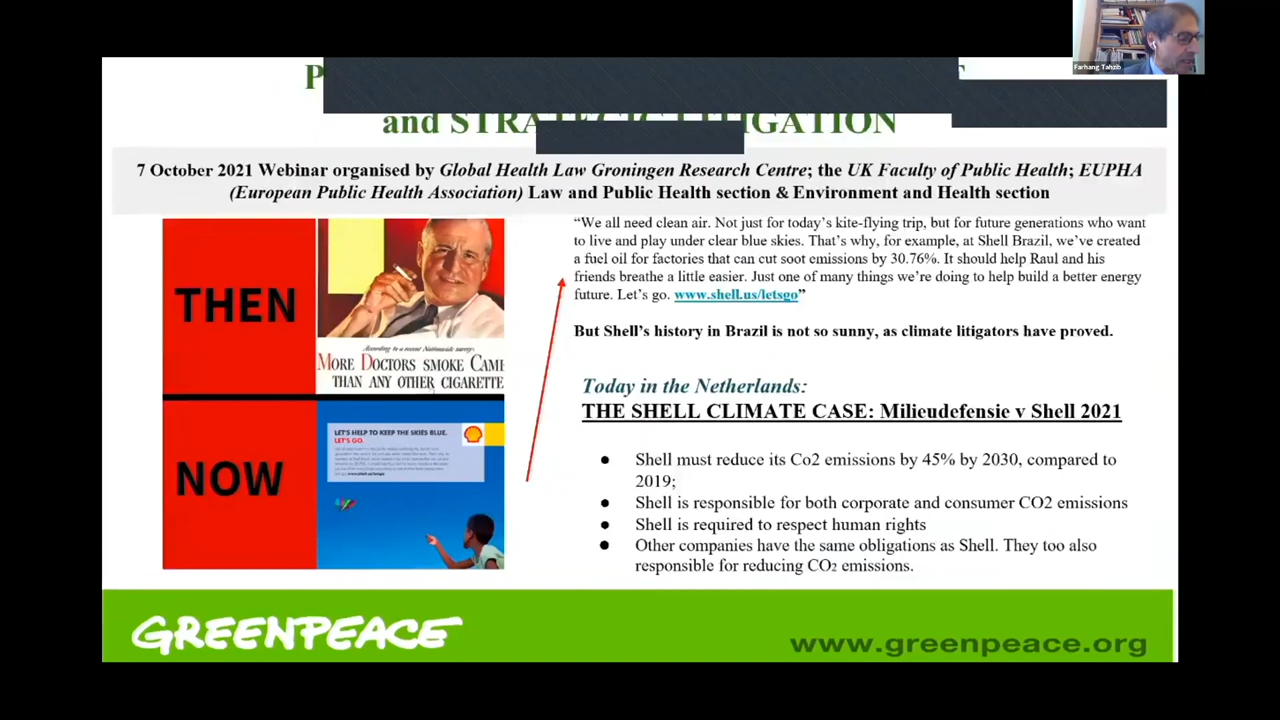 Farhang Tahzib
and STRATEGIC LITIGATION
7 October 2021 Webinar organised by Global Health Law Groningen Research Centre; the UK Faculty of Public Health; EUPHA
(European Public Health Association) Law and Public Health section & Environment and Health section
THEN
According to a recent Nationwide survey:
MORE DOCTORS SMOKE CAME
THAN ANY OTHER CIGARETTE
NOW
LET'S HELP TO KEEP THE SKIES BLUE.
LET'S GO.
“We all need clean air. Not just for today’s kite-flying trip, but for future generations who want
to live and play under clear blue skies. That’s why, for example, at Shell Brazil, we’ve created
a fuel oil for factories that can cut soot emissions by 30.76%. It should help Raul and his
friends breathe a little easier. Just one of many things we’re doing to help build a better energy
future. Let’s go. www.shell.us/letsgo”
But Shell’s history in Brazil is not so sunny, as climate litigators have proved.
Today in the Netherlands:
THE SHELL CLIMATE CASE: Milieudefensie v Shell 2021
● Shell must reduce its Co2 emissions by 45% by 2030, compared to
2019;
● Shell is responsible for both corporate and consumer CO2 emissions
● Shell is required to respect human rights
● Other companies have the same obligations as Shell. They too also
responsible for reducing CO2 emissions.
GREENPEACE
www.greenpeace.org